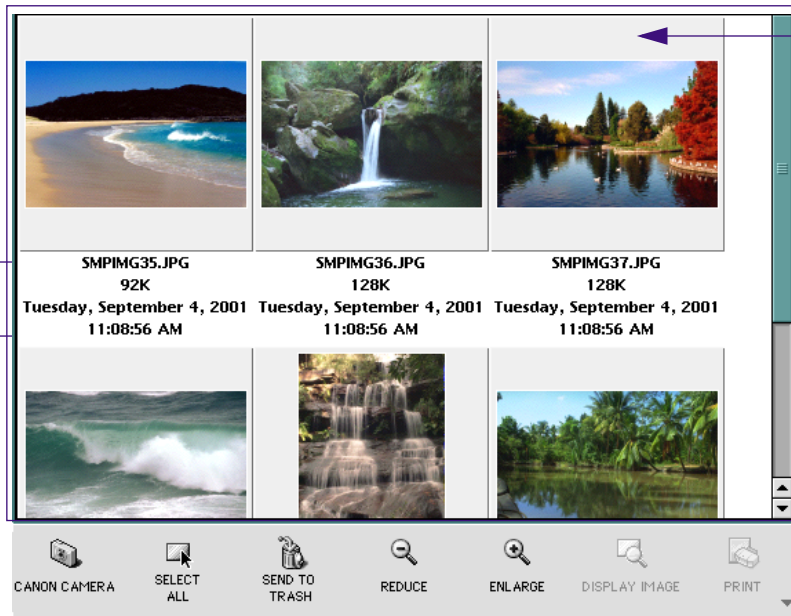 SMPIMG35.JPG SMPIMG36.JPG SMPIMG37.JPG
92K 128K 128K
Tuesday, September 4, 2001 Tuesday, September 4, 2001 Tuesday, September 4, 2001
11:08:56 AM 11:08:56 AM 11:08:56 AM
CANON CAMERA
SELECT
ALL
SEND TO
TRASH
REDUCE
ENLARGE
DISPLAY IMAGE
PRINT